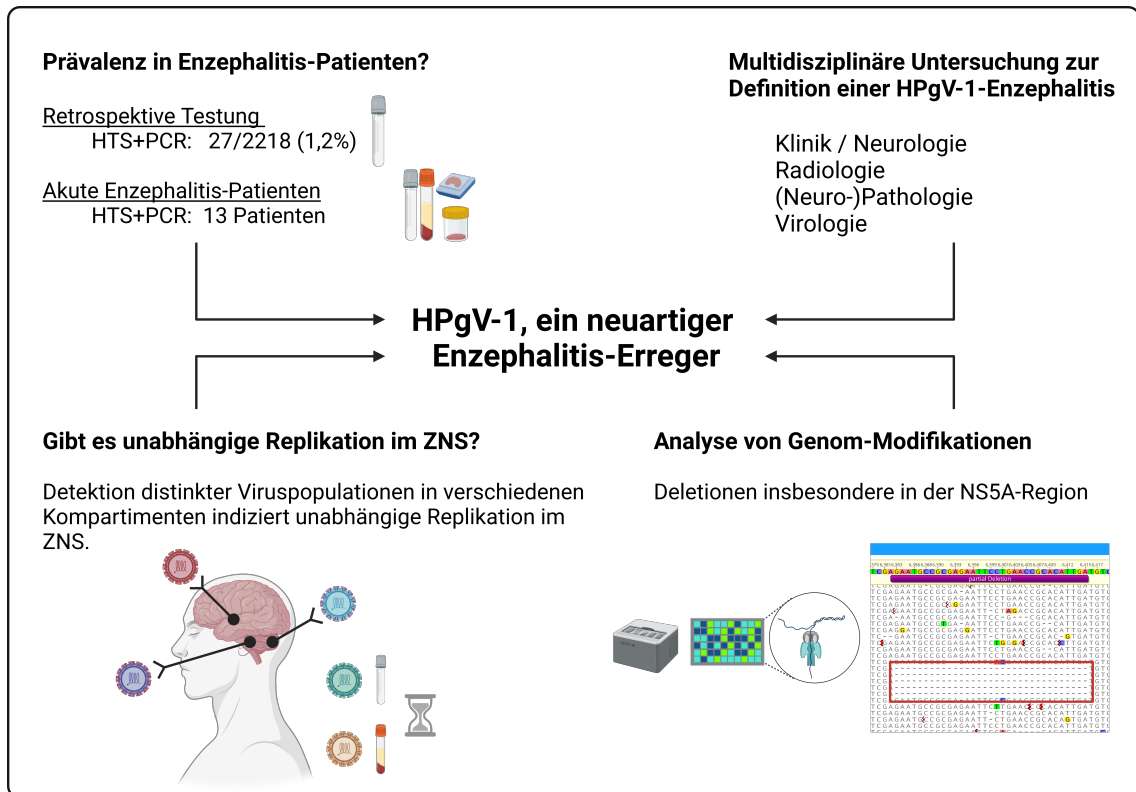 Prävalenz in Enzephalitis-Patienten?
Retrospektive Testung
HTS+PCR: 27/2218 (1,2%)
Akute Enzephalitis-Patienten
HTS+PCR: 13 Patienten
Multidisziplinäre Untersuchung zur
Definition einer HPgV-1-Enzephalitis
Klinik / Neurologie
Radiologie
(Neuro-)Pathologie
Virologie
HPgV-1, ein neuartiger
Enzephalitis-Erreger
Gibt es unabhängige Replikation im ZNS?
Detektion distinkter Viruspopulationen in verschiedenen
Kompartimenten indiziert unabhängige Replikation im
ZNS.
Analyse von Genom-Modifikationen
Deletionen insbesondere in der NS5A-Region
TCGAGAATGCCGCGAGAATTCCTGAACCGCACATTGATGTC
partial Deletion